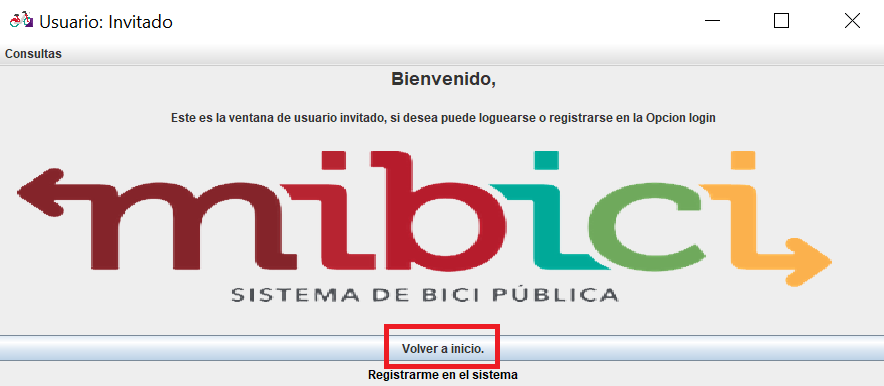 Usuario: Invitado
Consultas
Bienvenido,
Este es la ventana de usuario invitado, si desea puede loguearse o registrarse en la Opcion login
mibici
SISTEMA DE BICI PÚBLICA
Volver a inicio.
Registrarme en el sistema